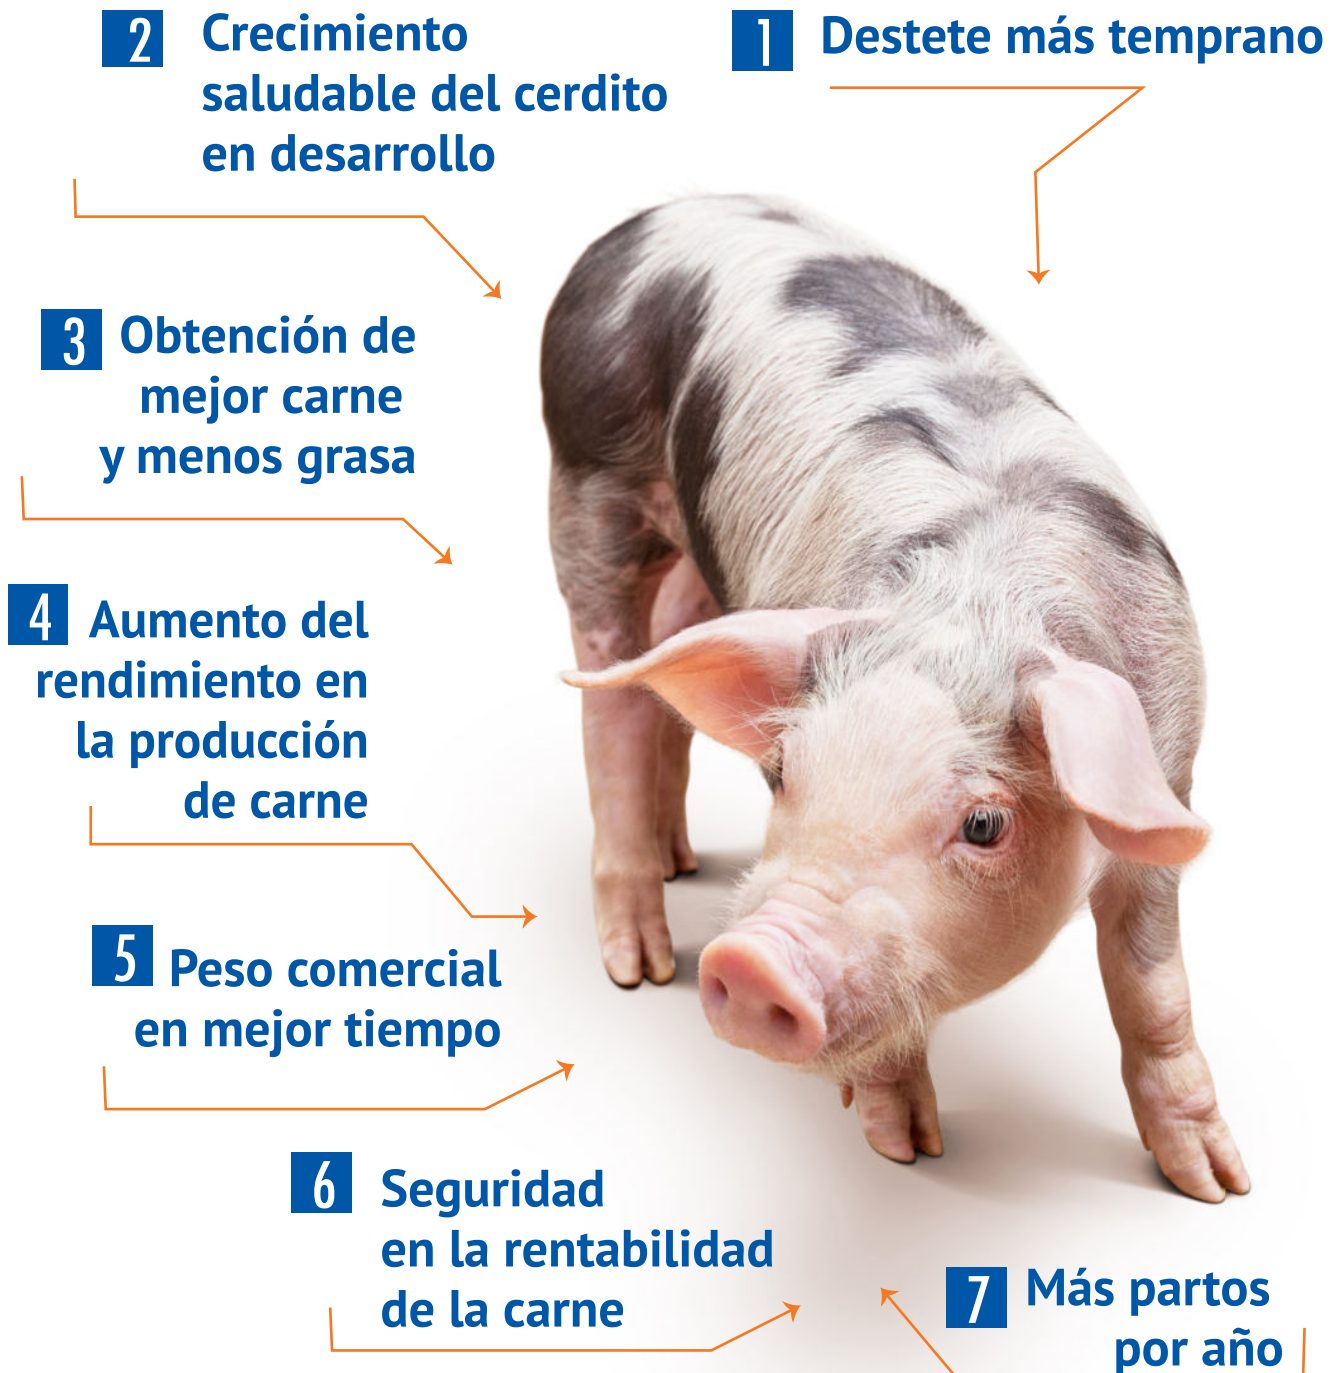 1 Destete más temprano
2 Crecimiento
saludable del cerdito
en desarrollo
3 Obtención de
mejor carne
y menos grasa
4 Aumento del
rendimiento en
la producción
de carne
5 Peso comercial
en mejor tiempo
6 Seguridad
en la rentabilidad
de la carne
7 Más partos
por año